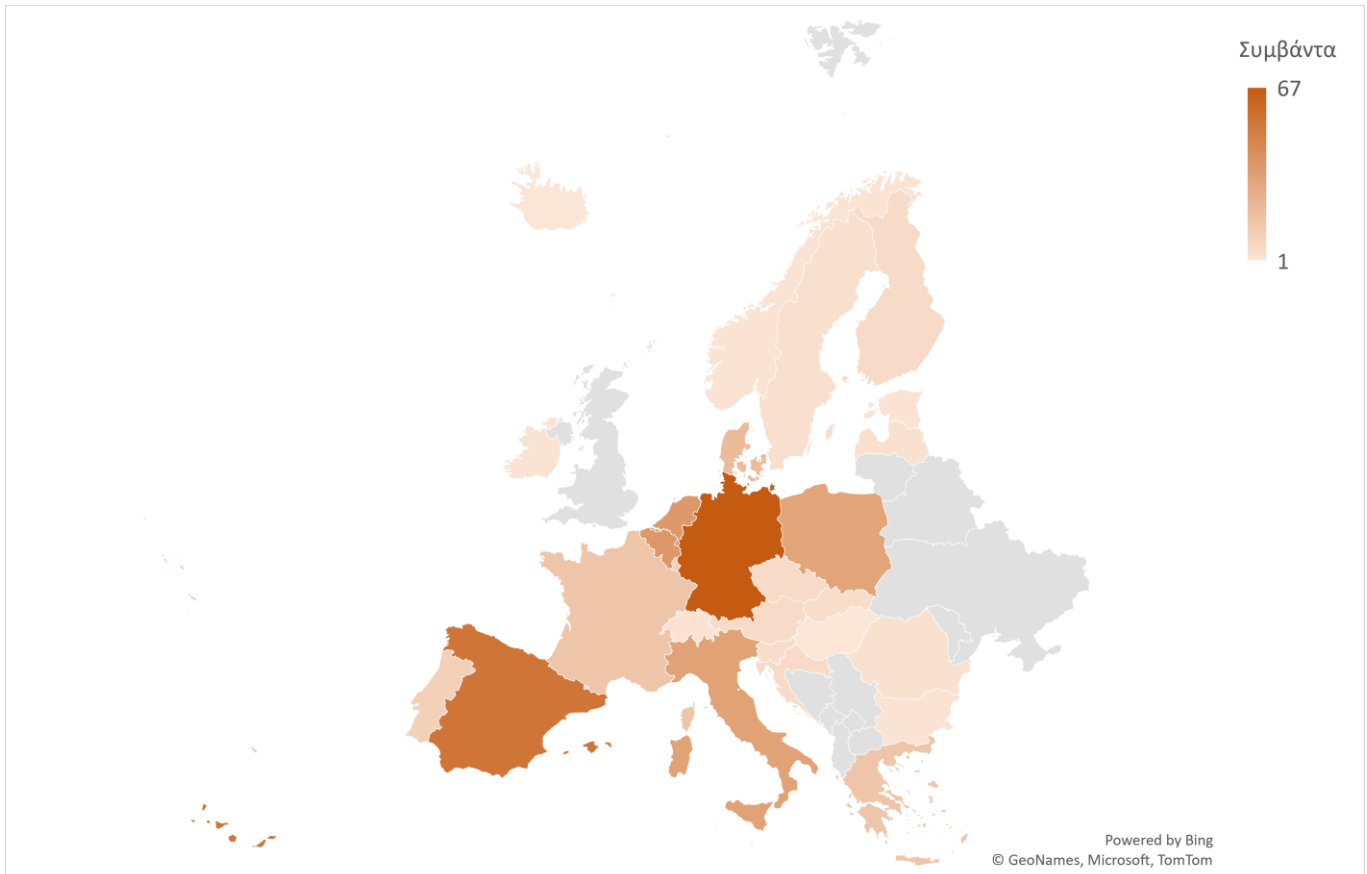 Συμβάντα
67
1
Powered by Bing
© GeoNames, Microsoft, TomTom